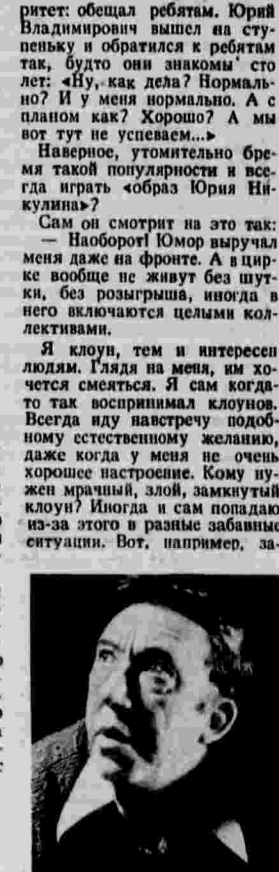 ритет: обещал ребятам. Юрий
Владимирович вышел на сту-
пеньку и обратился к ребятам
так, будто они знакомы сто
лет: «Ну, как дела? Нормаль-
но? И у меня нормально. А с
планом как? Хорошо? А мы
вот тут не успеваем...»
Наверное, утомительно бре-
мя такой популярности и все-
гда играть «образ Юрия Ни-
кулина»?
Сам он смотрит на это так:
— Наоборот! Юмор выручал
меня даже на фронте. А в цир-
ке вообще не живут без шут-
ки, без розыгрыша, иногда в
него включаются целыми кол-
лективами.
Я клоун, тем и интересен
людям. Глядя на меня, им хо-
чется смеяться. Я сам когда-
то так воспринимал клоунов.
Всегда иду навстречу подоб-
ному естественному желанию,
даже когда у меня не очень
хорошее настроение. Кому ну-
жен мрачный, злой, замкнутый
клоун? Иногда и сам попадаю
из-за этого в разные забавные
ситуации. Вот, например, за-